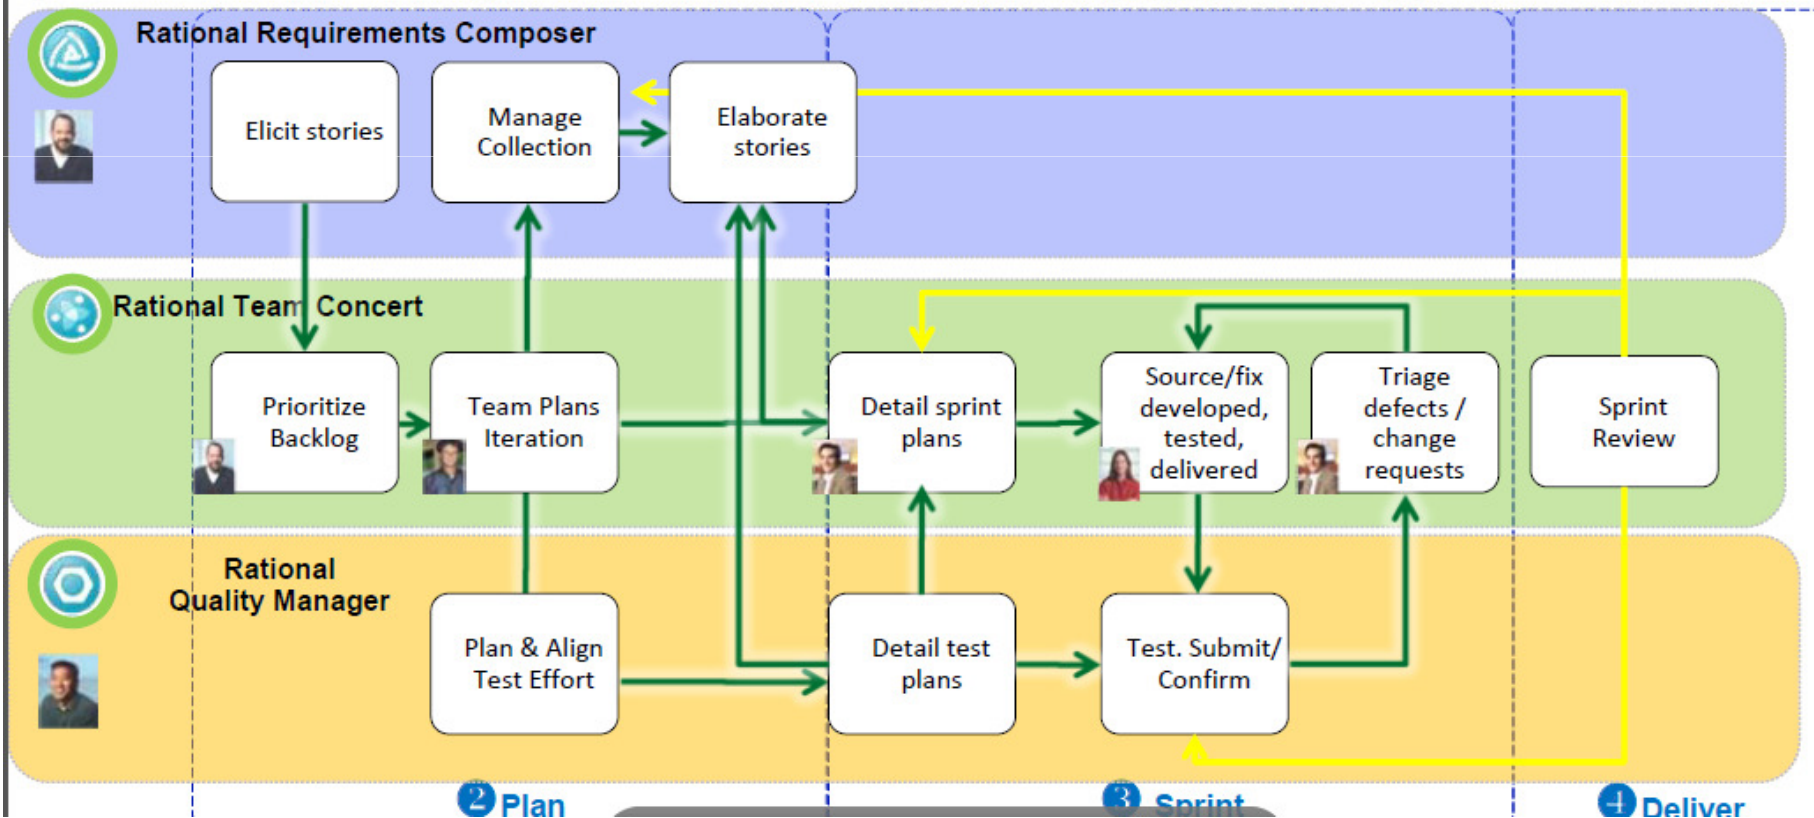 Rational Requirements Composer
Elicit stories
Manage
Collection
Elaborate
stories
Rational Team Concert
Prioritize
Backlog
Team Plans
Iteration
Detail sprint
plans
Source/fix
developed,
tested,
delivered
Triage
defects /
change
requests
Sprint
Review
Rational
Quality Manager
Plan & Align
Test Effort
Detail test
plans
Test. Submit/
Confirm
2 Plan
3 Sprint
4 Deliver